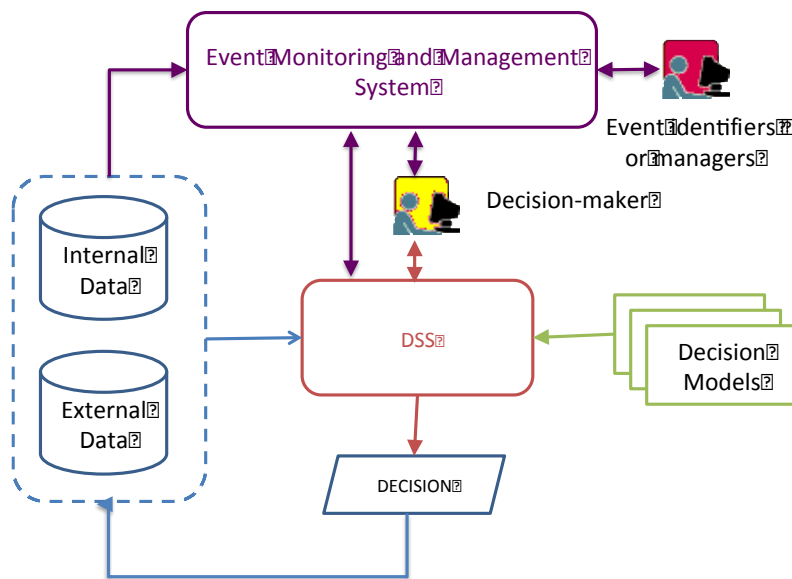 Event Monitoring and Management
System
Event identifiers
or managers
Decision-maker
Internal
Data
DSS
Decision
Models
External
Data
DECISION